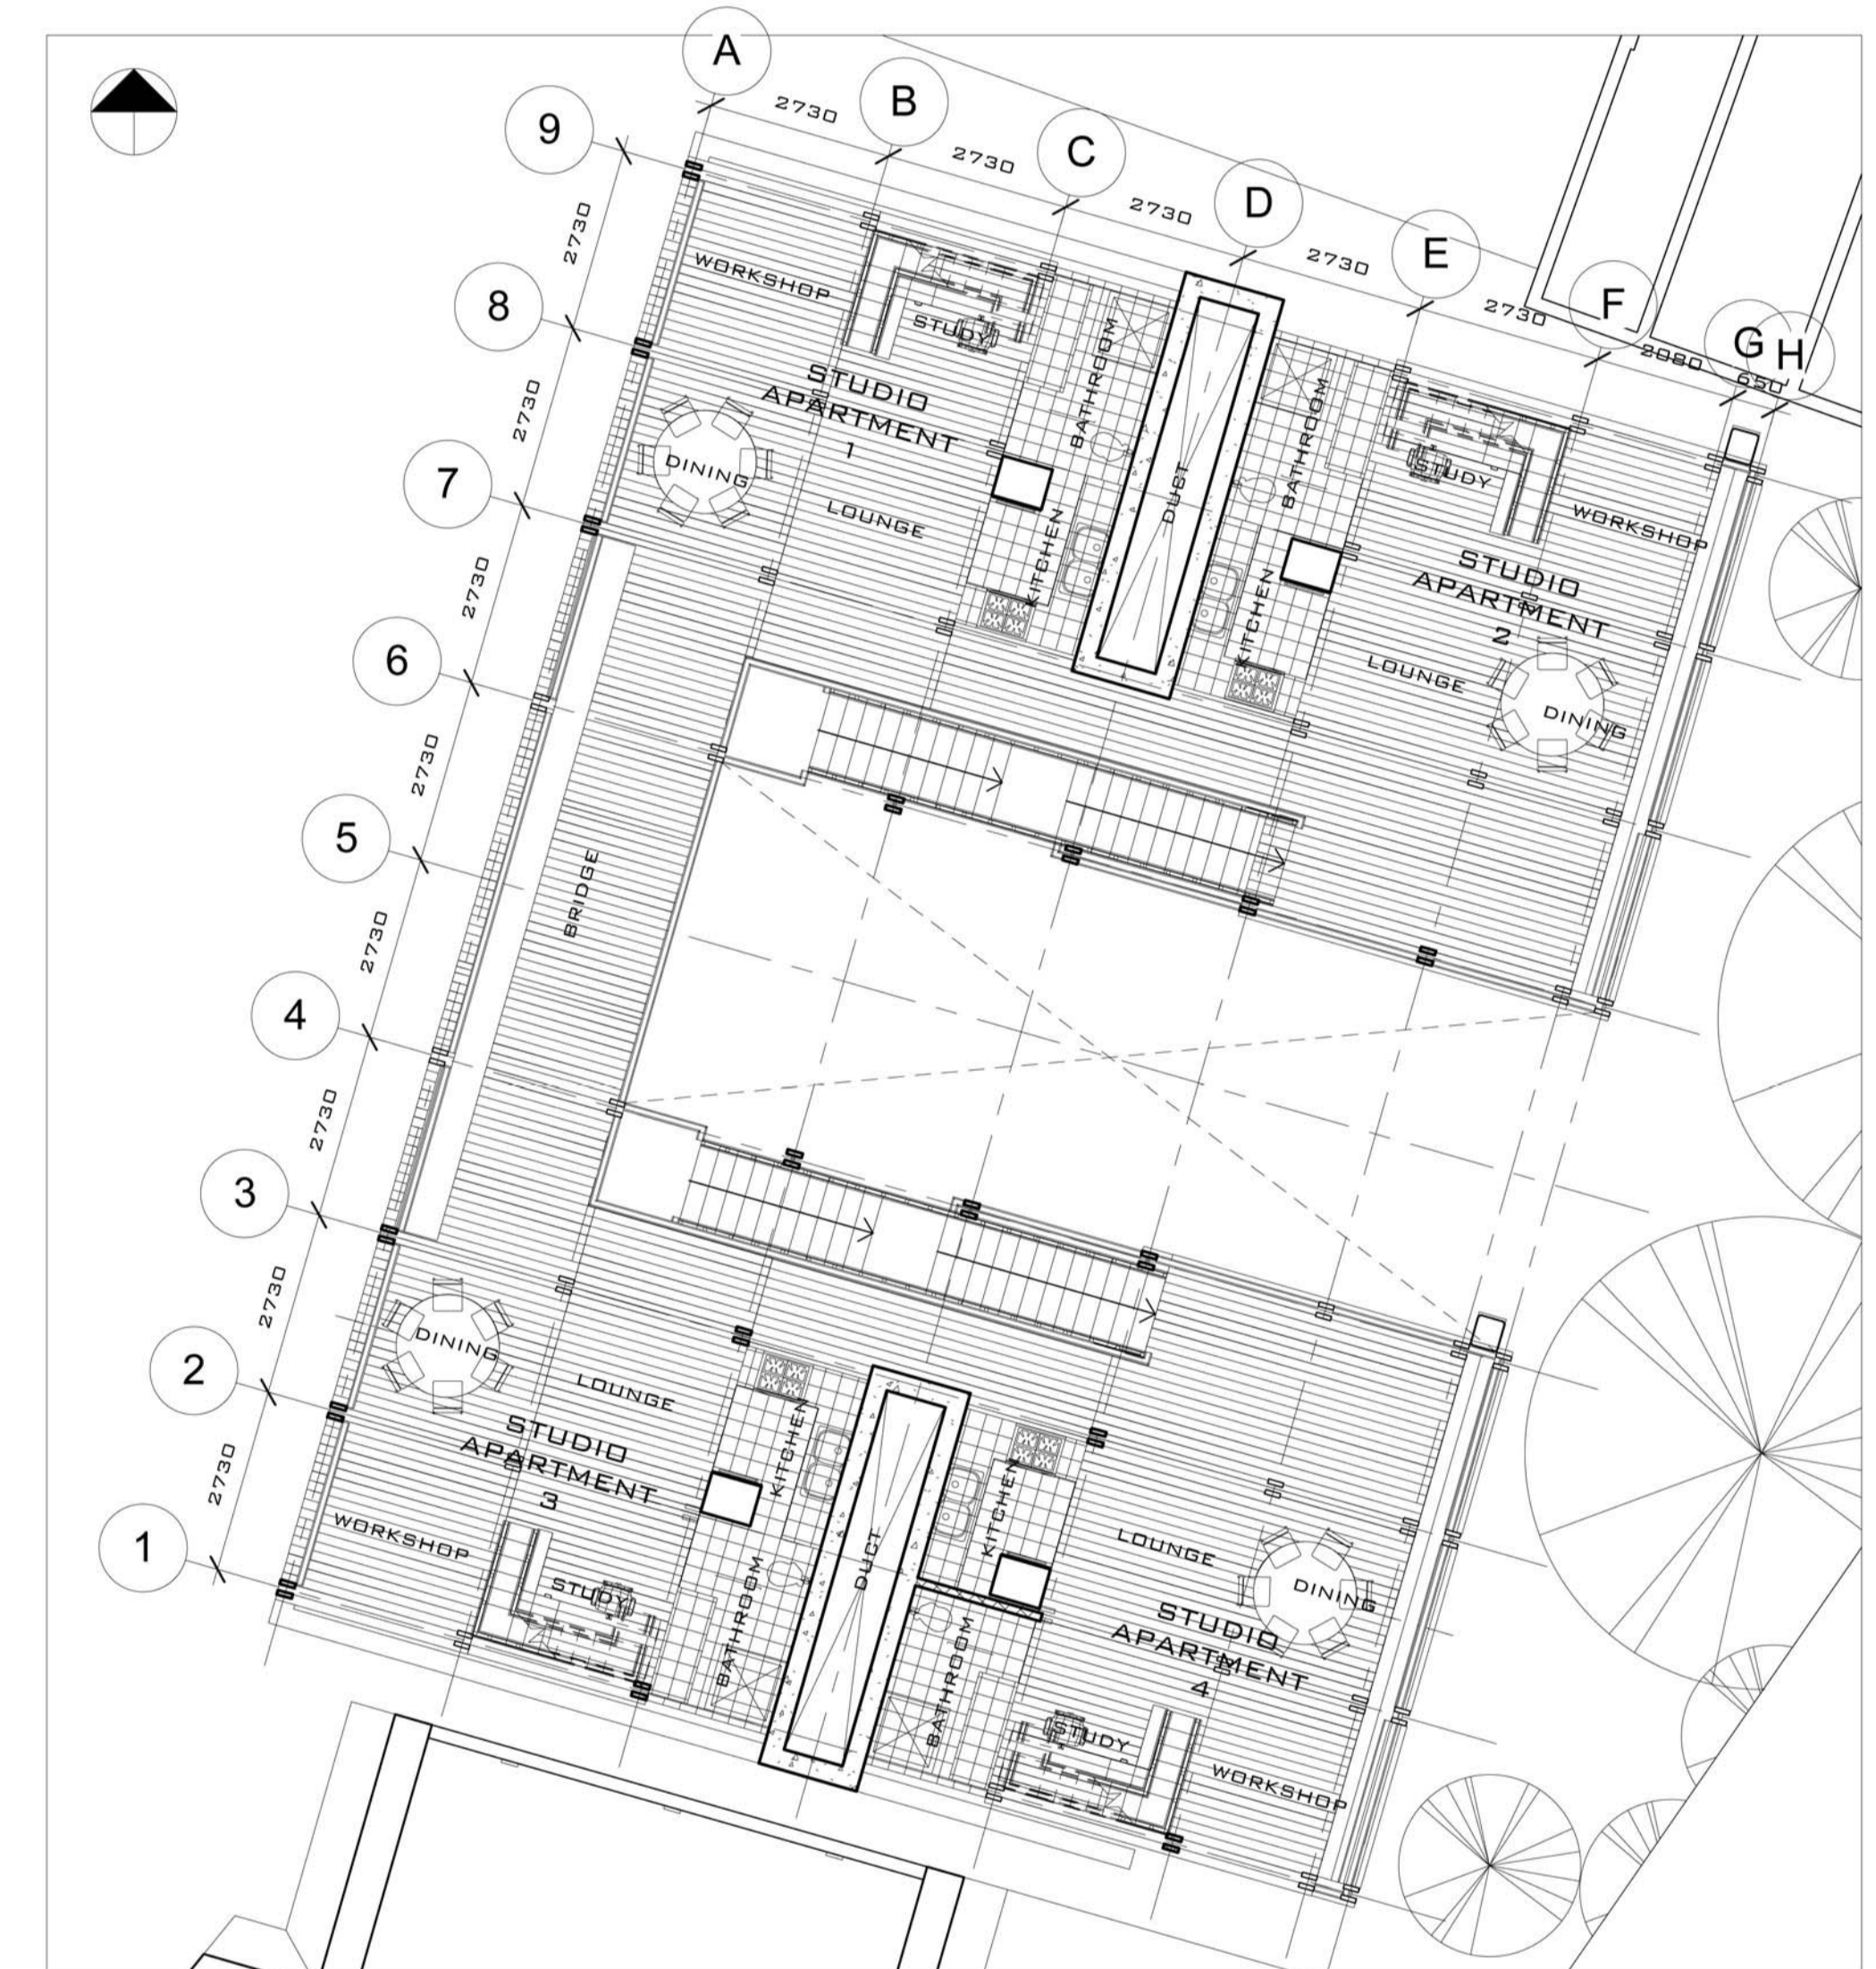 A
B
C
D
E
F
G
H
9
8
7
6
5
4
3
2
1
2730
2730
2730
2730
2730
2080
650
2730
2730
2730
2730
2730
2730
2730
2730
WORKSHOP
STUDY
BATHROOM
STUDIO
APARTMENT
1
DINING
LOUNGE
KITCHEN
DUCT
BATHROOM
STUDY
WORKSHOP
STUDIO
APARTMENT
2
KITCHEN
LOUNGE
DINING
BRIDGE
DINING
LOUNGE
KITCHEN
STUDIO
APARTMENT
3
WORKSHOP
STUDY
BATHROOM
DUCT
KITCHEN
LOUNGE
DINING
STUDIO
APARTMENT
4
BATHROOM
STUDY
WORKSHOP